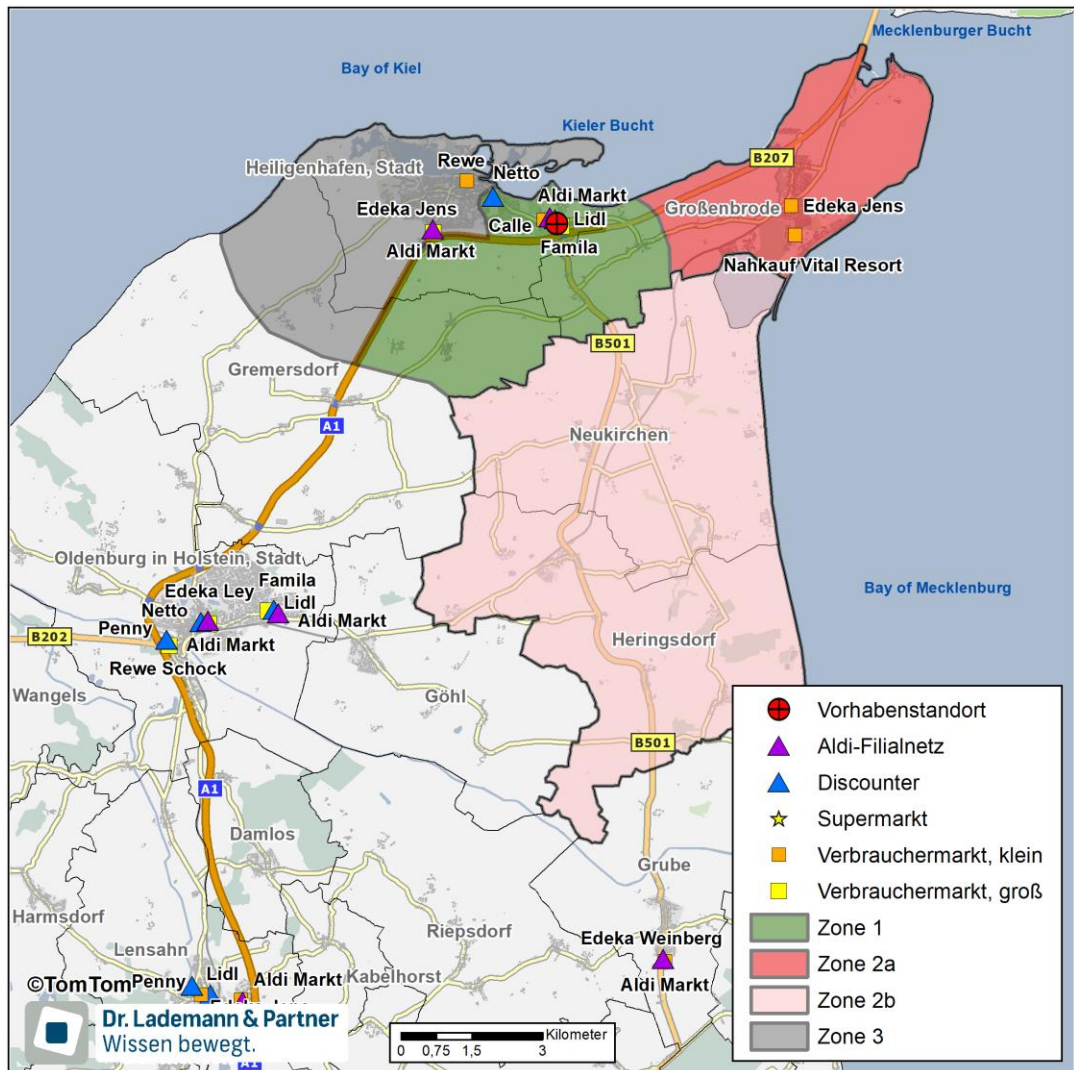 Mecklenburger Bucht
Bay of Kiel
Kieler Bucht
B207
Heiligenhafen, Stadt
Rewe
Netto
Aldi Markt
Edeka Jens
Calle
Lidl
Großenbrode
Edeka Jens
Aldi Markt
Famila
Nahkauf Vital Resort
B501
Gremersdorf
A1
Neukirchen
Oldenburg in Holstein, Stadt
Bay of Mecklenburg
Edeka Ley
Famila
Netto
Lidl
Penny
Aldi Markt
Aldi Markt
B202
Rewe Schock
Heringsdorf
Wangels
Göhl
B501
A1
Damlos
Grube
Harmsdorf
Riepsdorf
Edeka Weinberg
Lensahn
Lidl
Aldi Markt
Kabelhorst
Aldi Markt
©TomTom
Penny
Edeka Jens
A1
Vorhabenstandort
Aldi-Filialnetz
Discounter
Supermarkt
Verbrauchermarkt, klein
Verbrauchermarkt, groß
Zone 1
Zone 2a
Zone 2b
Zone 3
Dr. Lademann & Partner
Wissen bewegt.
Kilometer
0 0,75 1,5 3